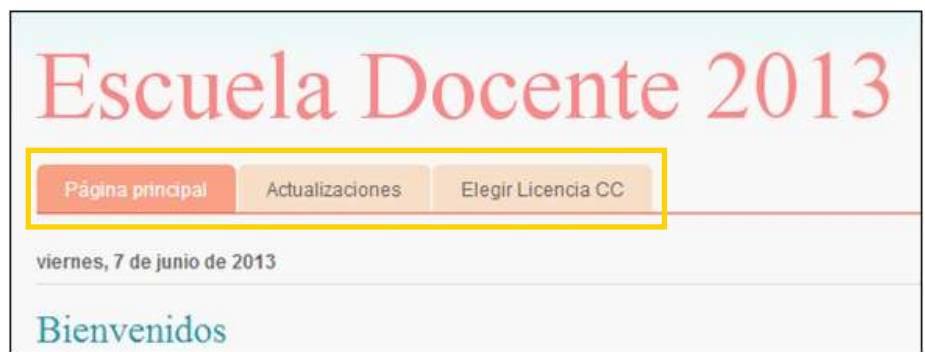 Escuela Docente 2013
Página principal Actualizaciones Elegir Licencia CC
viernes, 7 de junio de 2013
Bienvenidos